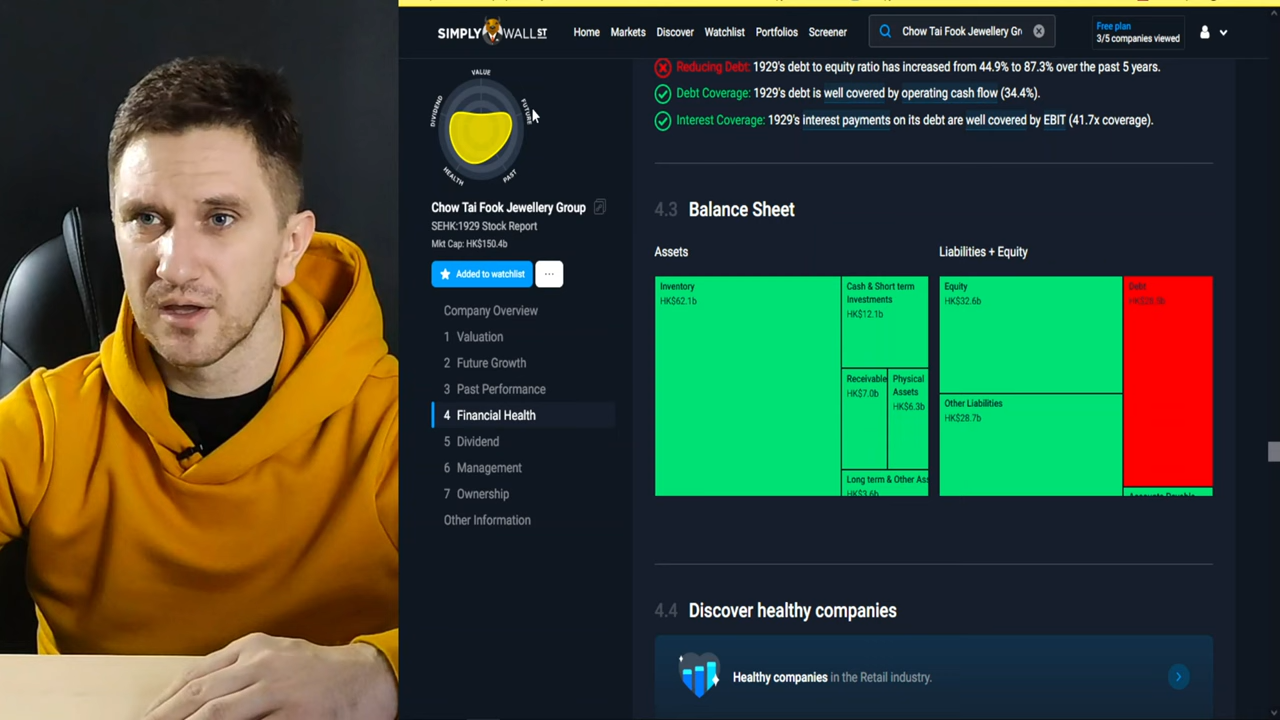 SIMPLY WALL ST
Home
Markets
Discover
Watchlist
Portfolios
Screener
Chow Tai Fook Jewellery Gr
Free plan
3/5 companies viewed
VALUE
FUTURE
PAST
HEALTH
DIVIDEND
Chow Tai Fook Jewellery Group
SEHK:1929 Stock Report
Mkt Cap: HK$150.4b
Added to watchlist
...
Company Overview
1 Valuation
2 Future Growth
3 Past Performance
4 Financial Health
5 Dividend
6 Management
7 Ownership
Other Information
Reducing Debt: 1929's debt to equity ratio has increased from 44.9% to 87.3% over the past 5 years.
Debt Coverage: 1929's debt is well covered by operating cash flow (34.4%).
Interest Coverage: 1929's interest payments on its debt are well covered by EBIT (41.7x coverage).
4.3 Balance Sheet
Assets
Inventory
HK$62.1b
Cash & Short term
Investments
HK$12.1b
Receivable
HK$7.0b
Physical
Assets
HK$6.3b
Long term & Other Ass
HK$3.6b
Liabilities + Equity
Equity
HK$32.6b
Other Liabilities
HK$28.7b
Debt
Accounts Payable
4.4 Discover healthy companies
Healthy companies in the Retail industry.